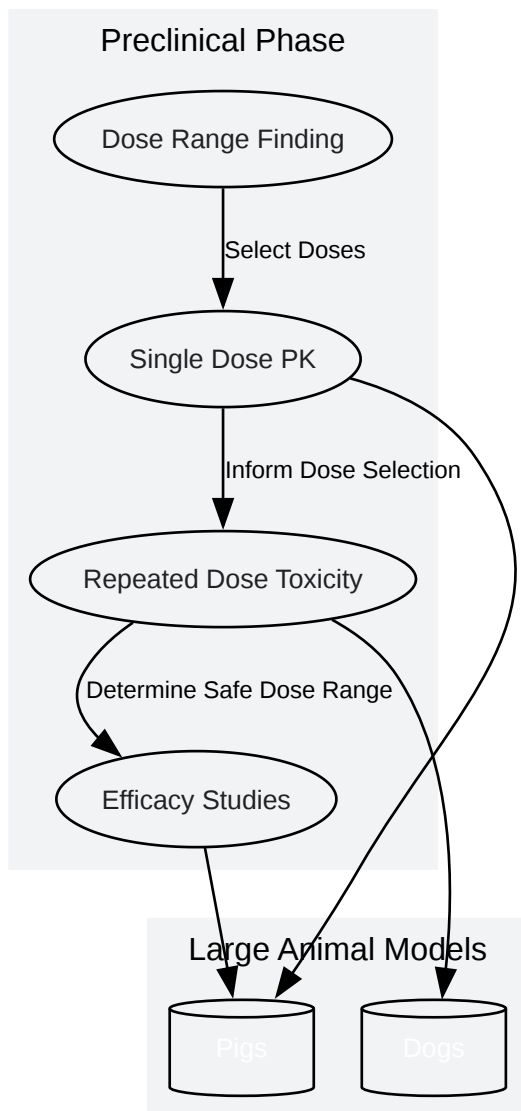 Preclinical Phase
Dose Range Finding
Select Doses
Single Dose PK
Inform Dose Selection
Repeated Dose Toxicity
Determine Safe Dose Range
Efficacy Studies
Large Animal Models
Pigs
Dogs